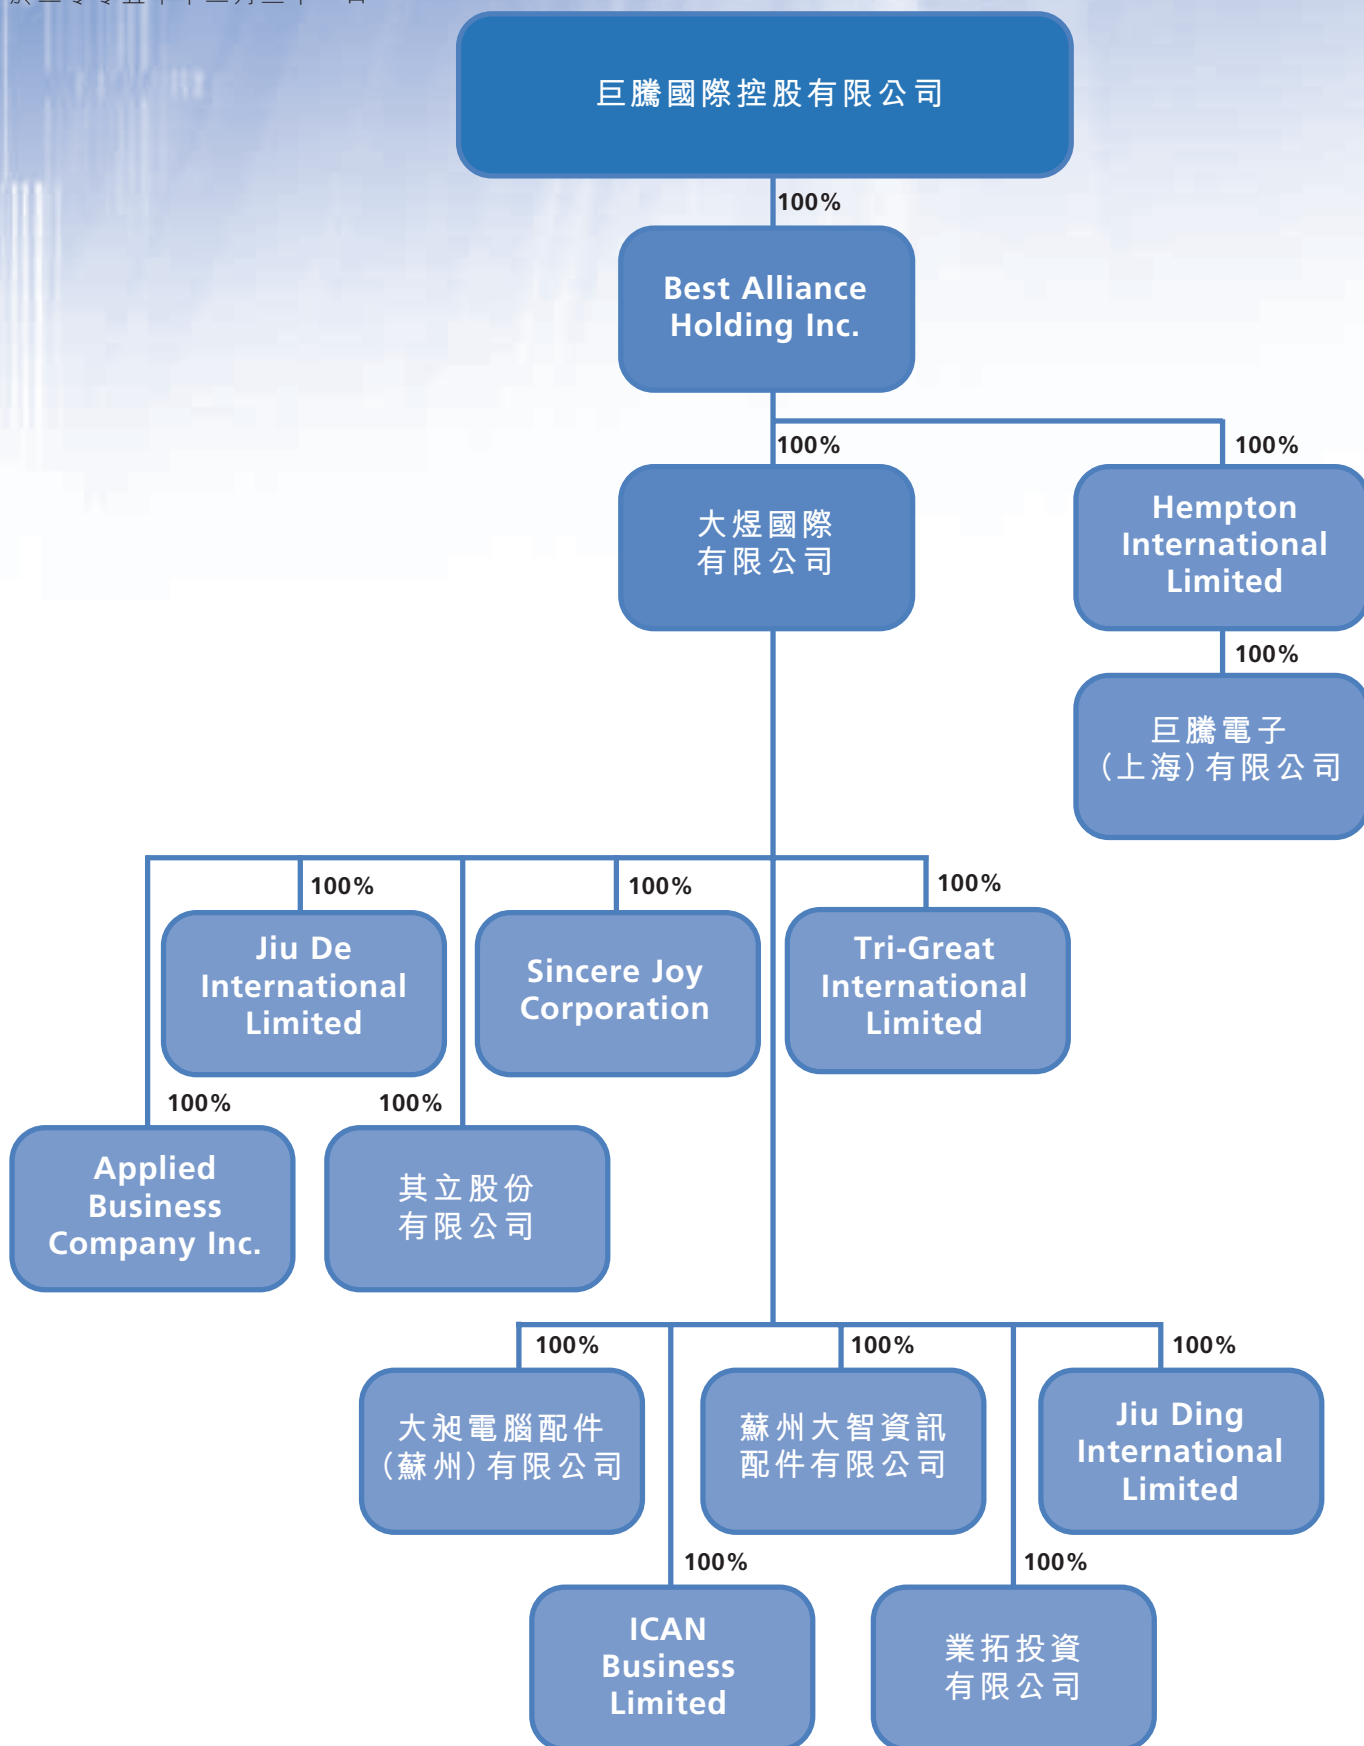 巨騰國際控股有限公司
100%
Best Alliance
Holding Inc.
100%
100%
大煜國際
有限公司
Hempton
International
Limited
100%
巨騰電子
（上海）有限公司
100%
100%
100%
Jiu De
International
Limited
Sincere Joy
Corporation
Tri-Great
International
Limited
100%
100%
Applied
Business
Company Inc.
其立股份
有限公司
100%
100%
100%
大昶電腦配件
（蘇州）有限公司
蘇州大智資訊
配件有限公司
Jiu Ding
International
Limited
100%
100%
ICAN
Business
Limited
業拓投資
有限公司